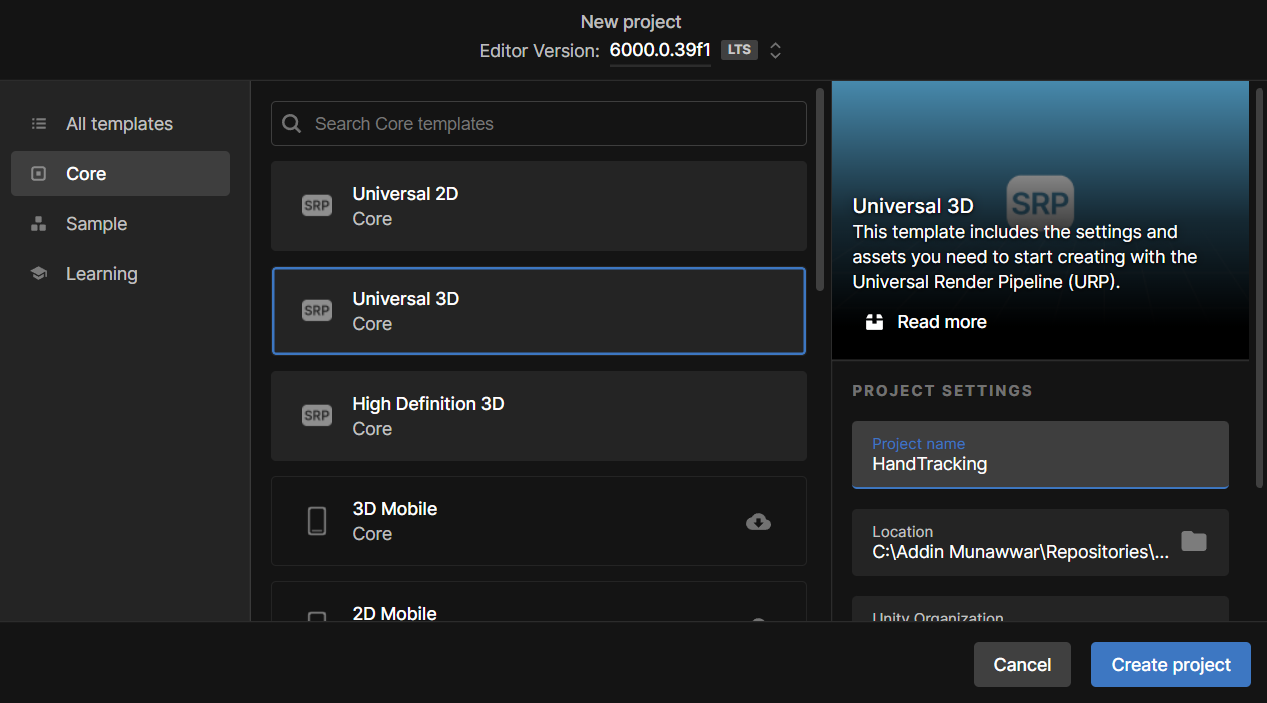 New project
Editor Version: 6000.0.39f1 LTS
All templates
Core
Sample
Learning
Search Core templates
SRP
Universal 2D
Core
SRP
Universal 3D
Core
SRP
High Definition 3D
Core
3D Mobile
Core
2D Mobile
SRP
Universal 3D
This template includes the settings and
assets you need to start creating with the
Universal Render Pipeline (URP).
Read more
PROJECT SETTINGS
Project name
HandTracking
Location
C:\Addin Munawwar\Repositories\...
Unity Organization
Cancel
Create project